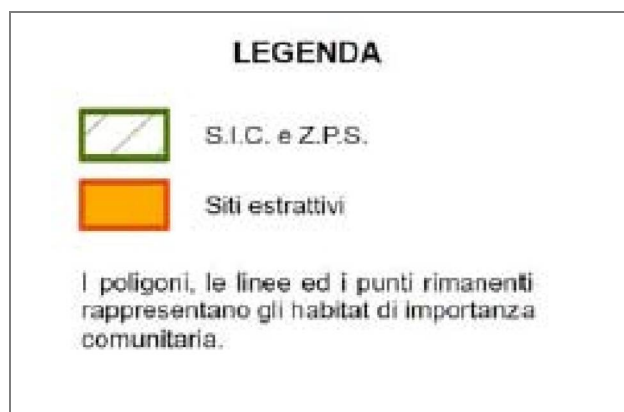 LEGENDA
S.I.C. e Z.P.S.
Siti estrattivi
I poligoni, le linee ed i punti rimanenti
rappresentano gli habitat di importanza
comunitaria.